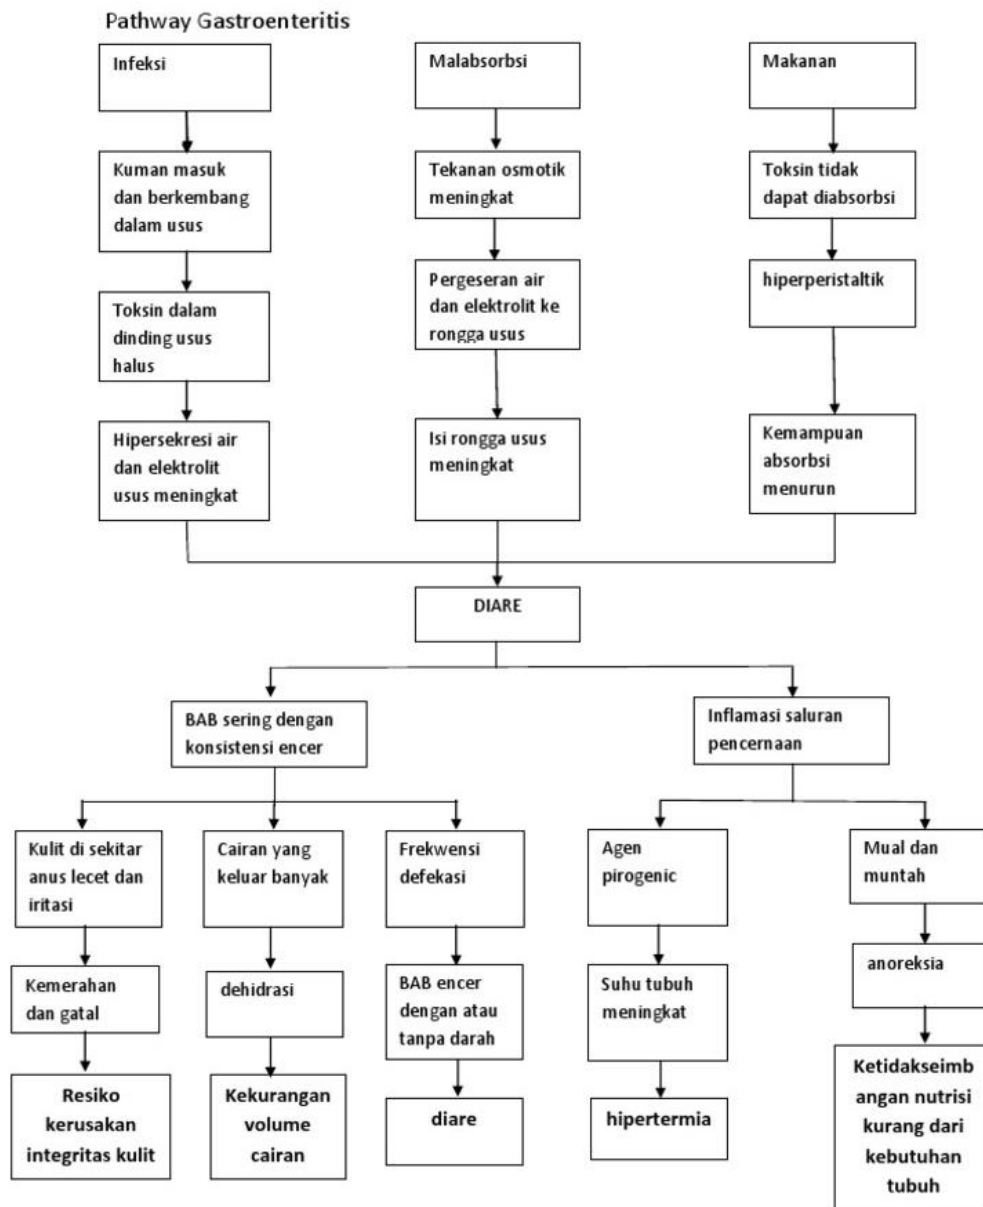 Pathway Gastroenteritis
Infeksi
Malabsorbsi
Makanan
Kuman masuk
dan berkembang
dalam usus
Tekanan osmotik
meningkat
Toksin tidak
dapat diabsorbsi
Toksin dalam
dinding usus
halus
Pergeseran air
dan elektrolit ke
rongga usus
hiperperistaltik
Hipersekresi air
dan elektrolit
usus meningkat
Isi rongga usus
meningkat
Kemampuan
absorbsi
menurun
DIARE
BAB sering dengan
konsistensi encer
Inflamasi saluran
pencernaan
Kulit di sekitar
anus lecet dan
iritasi
Cairan yang
keluar banyak
Frekwensi
defekasi
Agen
pirogenic
Mual dan
muntah
Kemerahan
dan gatal
dehidrasi
BAB encer
dengan atau
tanpa darah
Suhu tubuh
meningkat
anoreksia
Resiko
kerusakan
integritas kulit
Kekurangan
volume
cairan
diare
hipertermia
Ketidakseimb
angan nutrisi
kurang dari
kebutuhan
tubuh